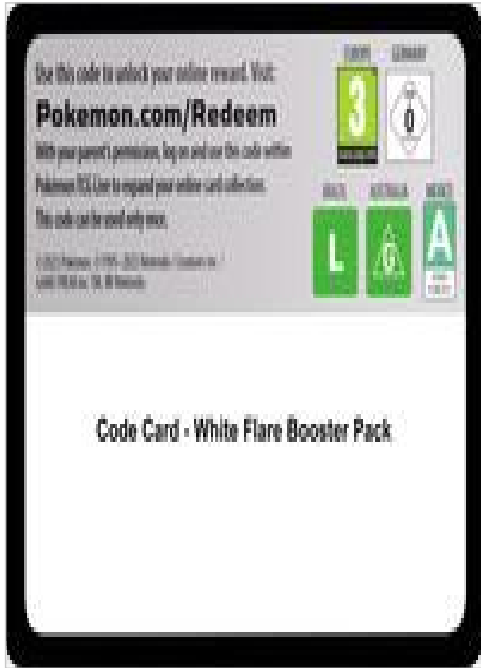 Use this code to unlock your online reward. Visit:
Pokemon.com/Redeem
With your parent's permission, log on and use this code within
Pokémon TCG Live to expand your online card collection.
This code can be used only once.
EUROPE GERMANY
3
0
BRAZIL AUSTRALIA MEXICO
L
G
A
Code Card - White Flare Booster Pack